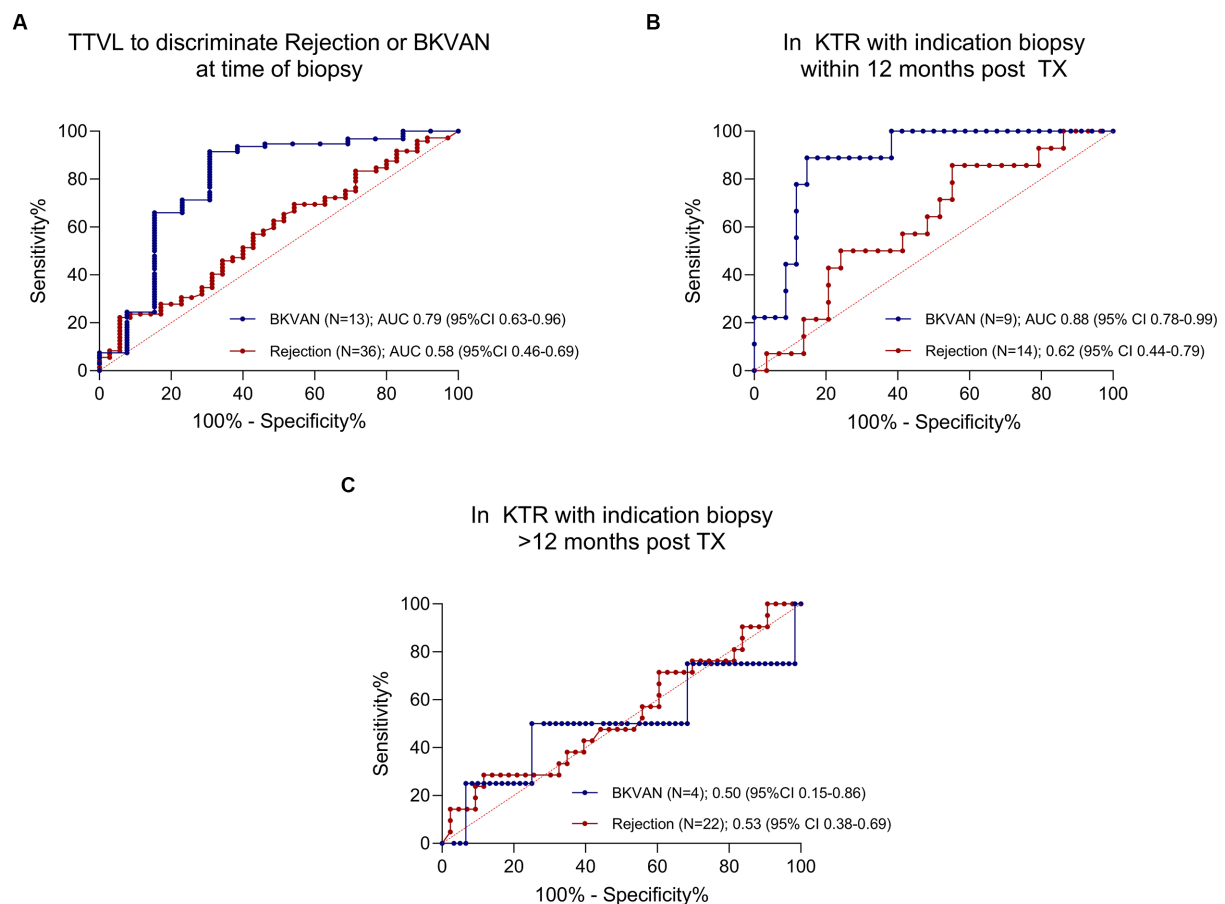 A
TTVL to discriminate Rejection or BKVAN
at time of biopsy
100
80
60
40
20
0
Sensitivity%
BKVAN (N=13); AUC 0.79 (95%CI 0.63-0.96)
Rejection (N=36); AUC 0.58 (95%CI 0.46-0.69)
0 20 40 60 80 100
100% - Specificity%
B
In KTR with indication biopsy
within 12 months post TX
100
80
60
40
20
0
Sensitivity%
BKVAN (N=9); AUC 0.88 (95% CI 0.78-0.99)
Rejection (N=14); 0.62 (95% CI 0.44-0.79)
0 20 40 60 80 100
100% - Specificity%
C
In KTR with indication biopsy
>12 months post TX
100
80
60
40
20
0
Sensitivity%
BKVAN (N=4); 0.50 (95%CI 0.15-0.86)
Rejection (N=22); 0.53 (95% CI 0.38-0.69)
0 20 40 60 80 100
100% - Specificity%